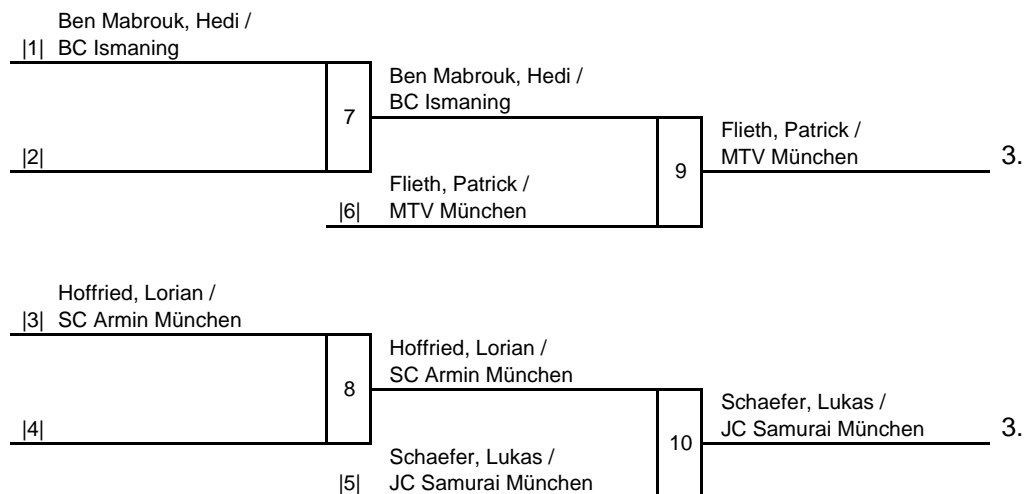 Ben Mabrouk, Hedi /
|1| BC Ismaning
Ben Mabrouk, Hedi /
BC Ismaning
7
Flieth, Patrick /
MTV München
3.
|2|
9
Flieth, Patrick /
|6| MTV München
Hoffried, Lorian /
|3| SC Armin München
Hoffried, Lorian /
SC Armin München
8
Schaefer, Lukas /
JC Samurai München
3.
|4|
10
Schaefer, Lukas /
|5| JC Samurai München